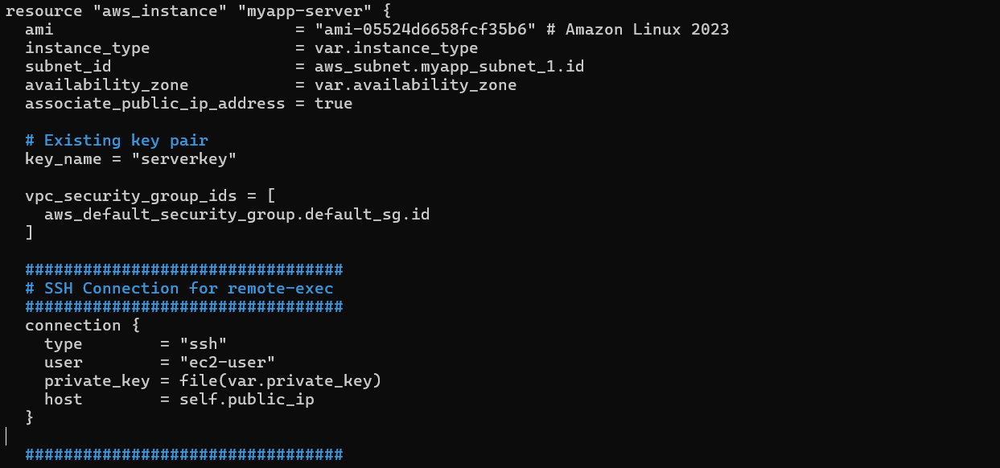 resource "aws_instance" "myapp-server" {
  ami                         = "ami-05524d6658fcf35b6" # Amazon Linux 2023
  instance_type               = var.instance_type
  subnet_id                   = aws_subnet.myapp_subnet_1.id
  availability_zone           = var.availability_zone
  associate_public_ip_address = true

  # Existing key pair
  key_name = "serverkey"

  vpc_security_group_ids = [
    aws_default_security_group.default_sg.id
  ]

  #################################
  # SSH Connection for remote-exec
  #################################
  connection {
    type        = "ssh"
    user        = "ec2-user"
    private_key = file(var.private_key)
    host        = self.public_ip
  }

  #################################